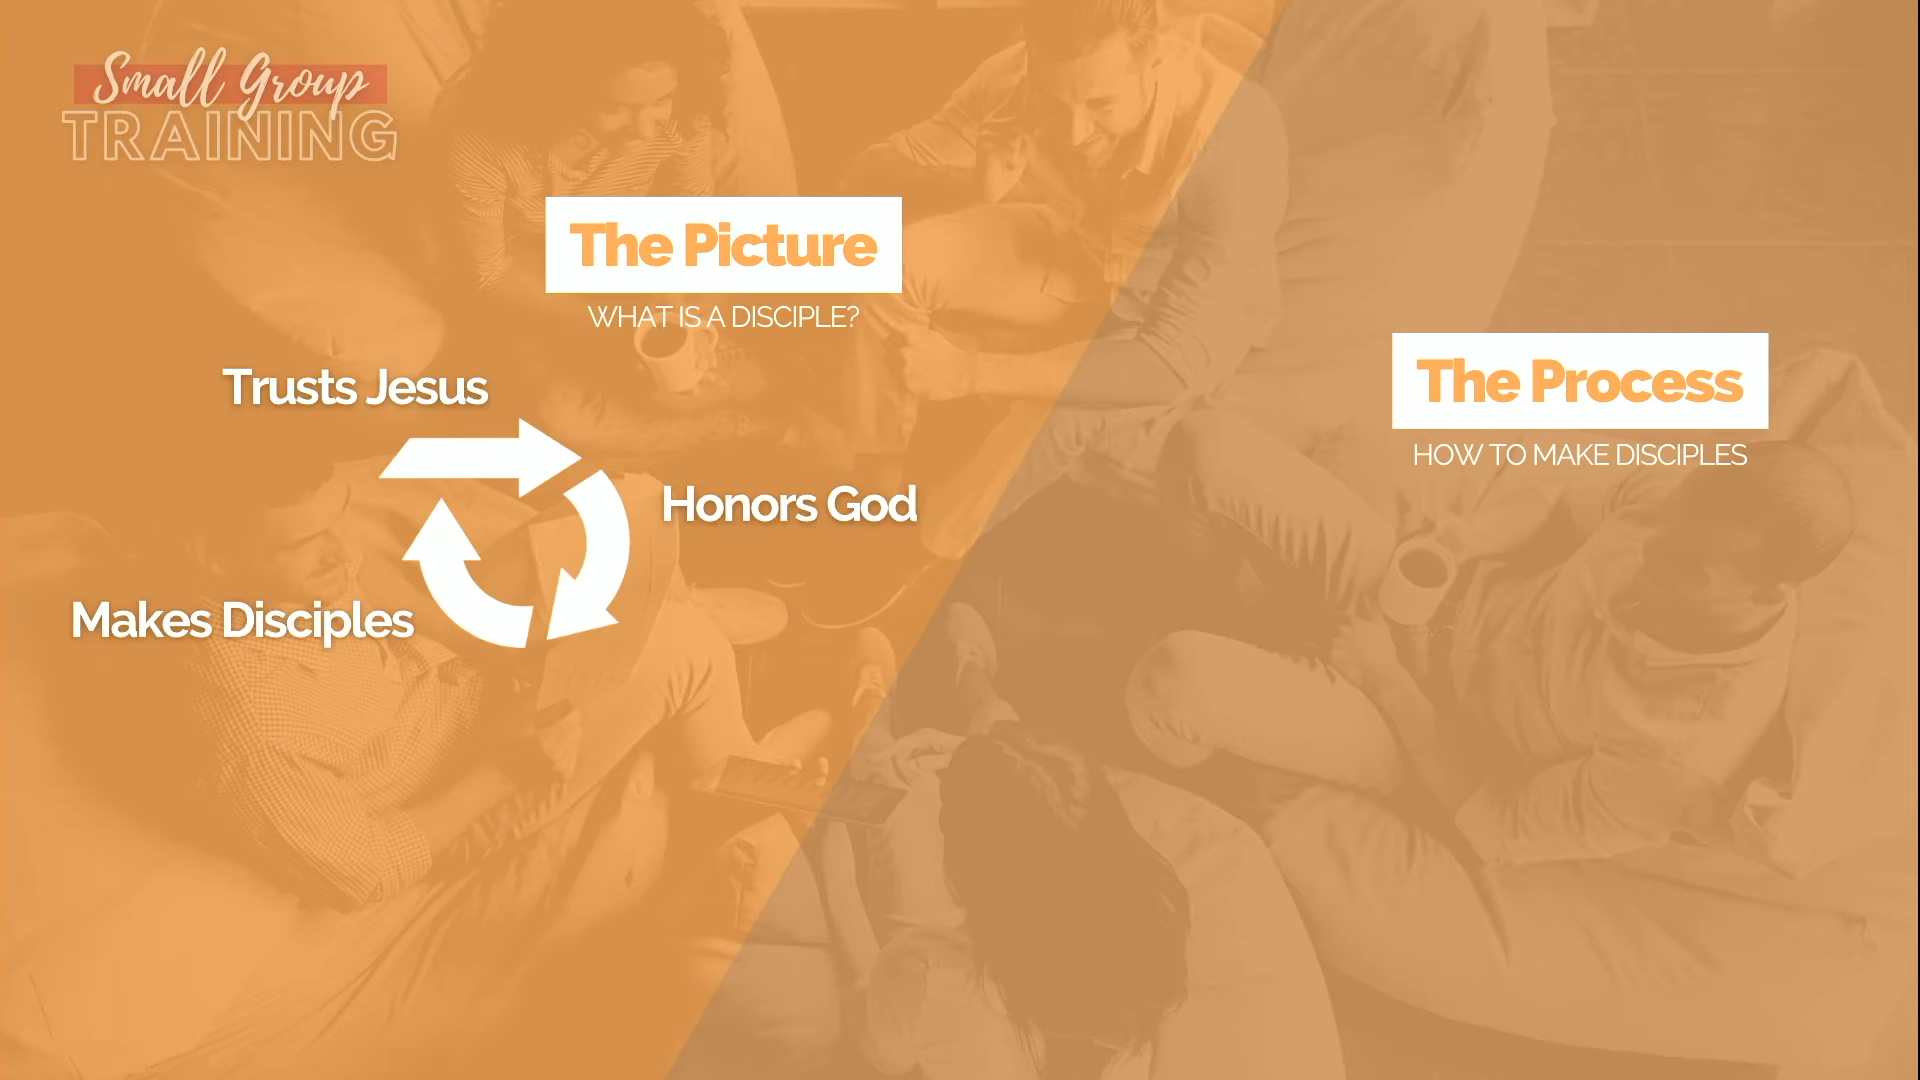 Small Group
TRAINING
The Picture
WHAT IS A DISCIPLE?
Trusts Jesus
Honors God
Makes Disciples
The Process
HOW TO MAKE DISCIPLES